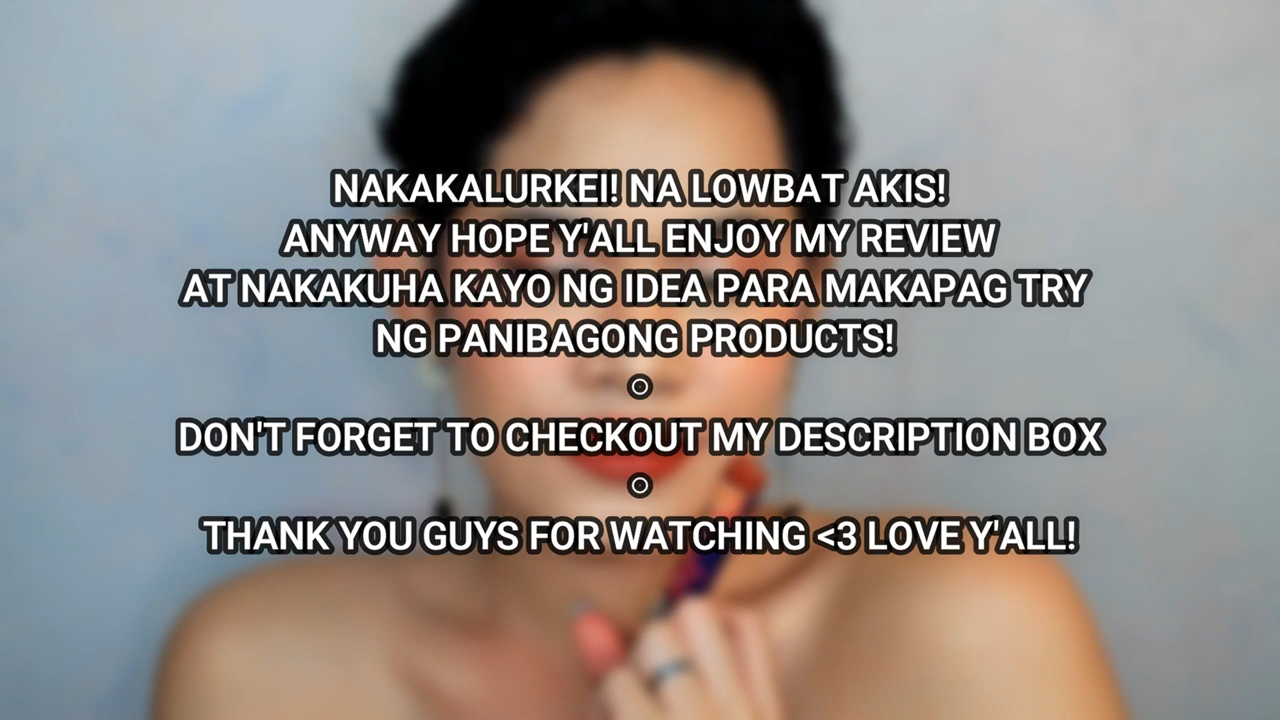 NAKAKALURKEI! NA LOWBAT AKIS!
ANYWAY HOPE Y'ALL ENJOY MY REVIEW
AT NAKAKUHA KAYO NG IDEA PARA MAKAPAG TRY
NG PANIBAGONG PRODUCTS!
○
DON'T FORGET TO CHECKOUT MY DESCRIPTION BOX
○
THANK YOU GUYS FOR WATCHING <3 LOVE Y'ALL!